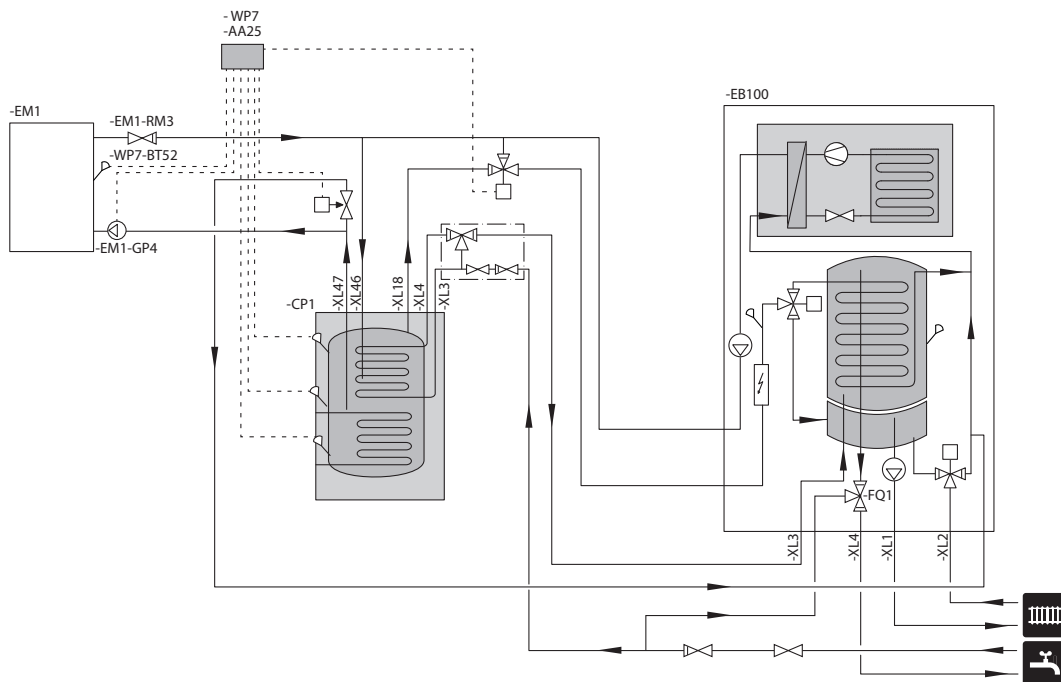 - WP7
-AA25
-EM1
-EM1-RM3
-WP7-BT52
-EM1-GP4
-EB100
-CP1
-XL47
-XL46
-XL18
-XL4
-XL3
-FQ1
-XL3
-XL4
-XL1
-XL2